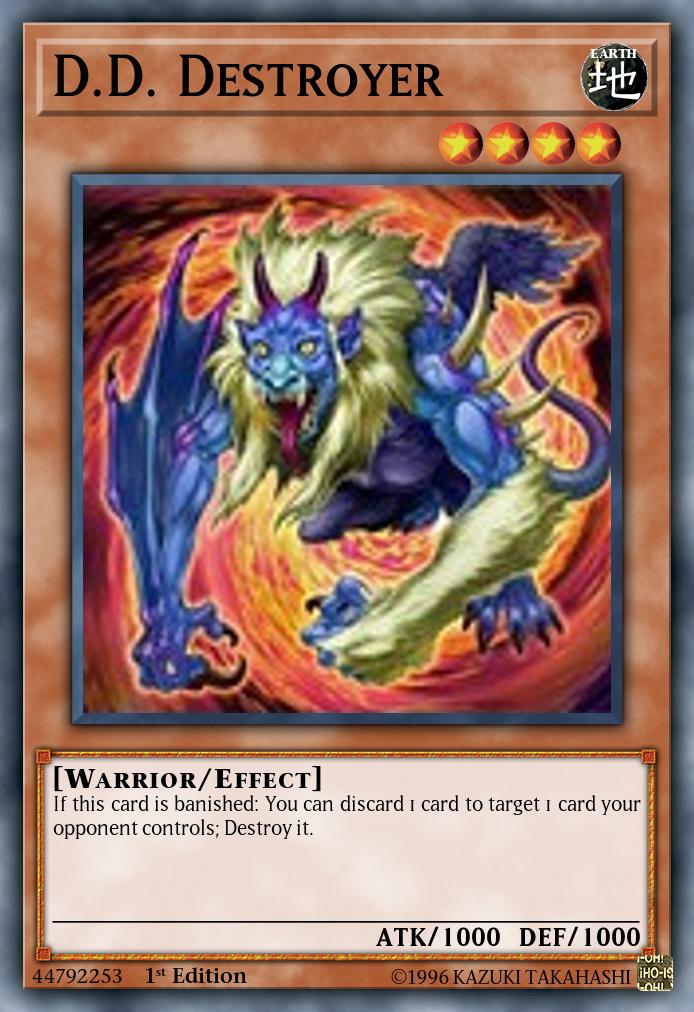 D.D. Destroyer
EARTH
地
[Warrior/Effect]
If this card is banished: You can discard 1 card to target 1 card your
opponent controls; Destroy it.
ATK/1000 DEF/1000
44792253 1st Edition ©1996 KAZUKI TAKAHASHI